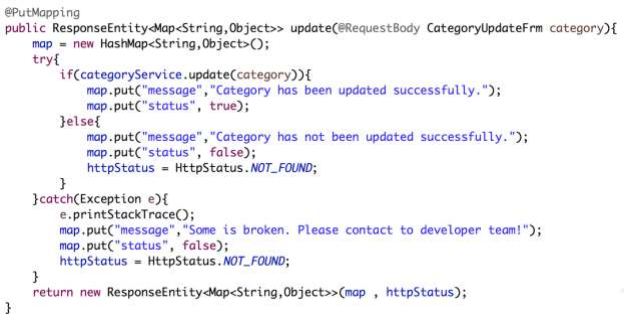 @PutMapping
public ResponseEntity<Map<String,Object>> update(@RequestBody CategoryUpdateFrm category){
map = new HashMap<String,Object>();
try{
if(categoryService.update(category)){
map.put("message","Category has been updated successfully.");
map.put("status", true);
}else{
map.put("message","Category has not been updated successfully.");
map.put("status", false);
httpStatus = HttpStatus.NOT_FOUND;
}
}catch(Exception e){
e.printStackTrace();
map.put("message","Some is broken. Please contact to developer team!");
map.put("status", false);
httpStatus = HttpStatus.NOT_FOUND;
}
return new ResponseEntity<Map<String,Object>>(map , httpStatus);
}